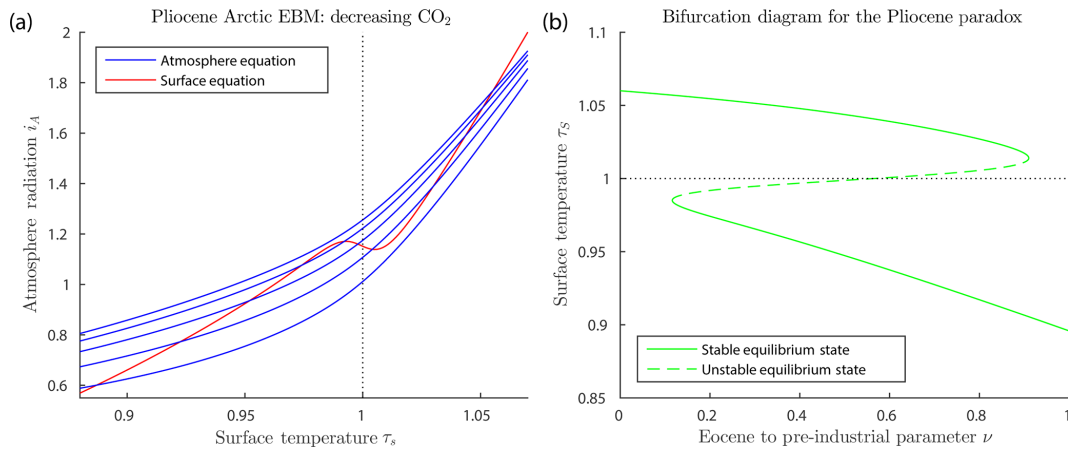 (a)
Pliocene Arctic EBM: decreasing CO₂
2
1.8
1.6
1.4
1.2
1
0.8
0.6
Atmosphere radiation i_A
Atmosphere equation
Surface equation
0.9
0.95
1
1.05
Surface temperature τ_s
(b)
Bifurcation diagram for the Pliocene paradox
1.1
1.05
1
0.95
0.9
0.85
Surface temperature τ_S
Stable equilibrium state
Unstable equilibrium state
0
0.2
0.4
0.6
0.8
1
Eocene to pre-industrial parameter ν